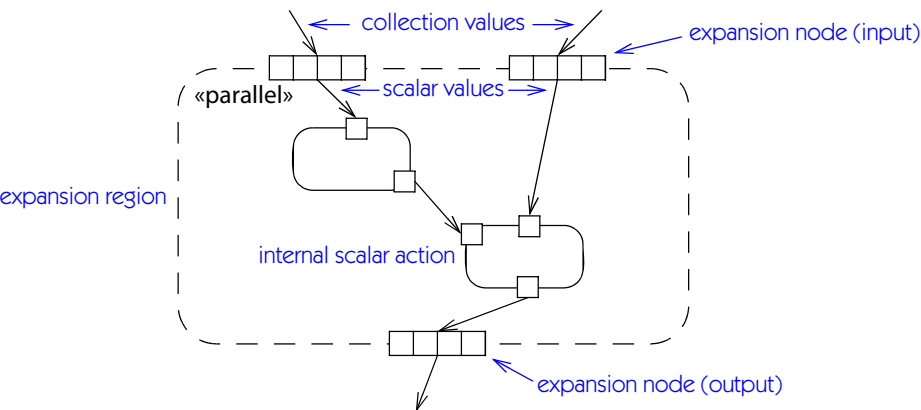 collection values
expansion node (input)
scalar values
«parallel»
expansion region
internal scalar action
expansion node (output)